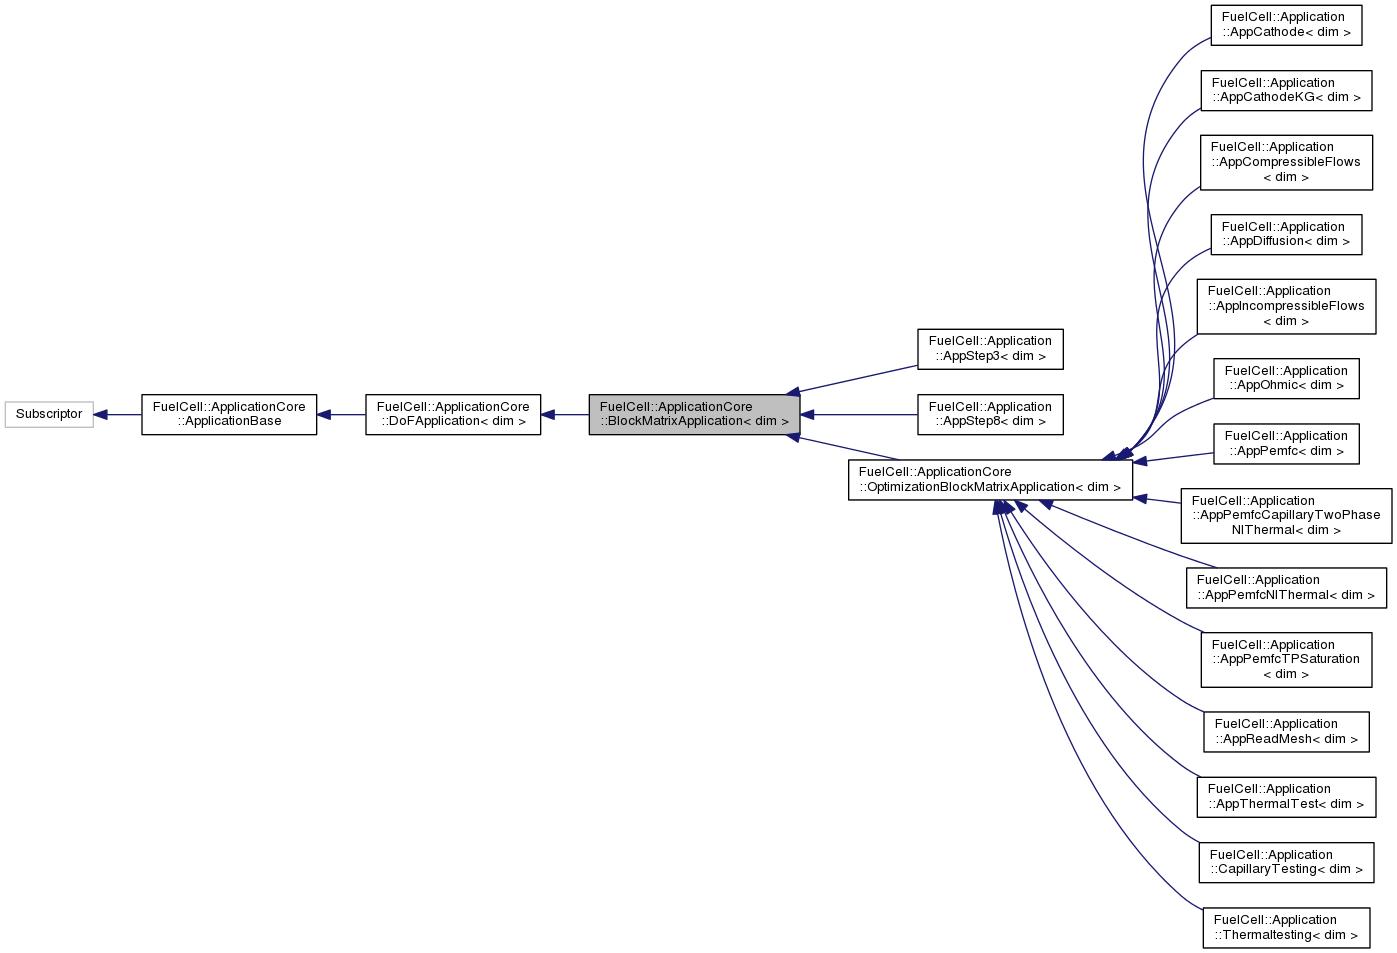 Subscriptor
FuelCell::ApplicationCore
::ApplicationBase
FuelCell::ApplicationCore
::DoFApplication< dim >
FuelCell::ApplicationCore
::BlockMatrixApplication< dim >
FuelCell::Application
::AppStep3< dim >
FuelCell::Application
::AppStep8< dim >
FuelCell::ApplicationCore
::OptimizationBlockMatrixApplication< dim >
FuelCell::Application
::AppCathode< dim >
FuelCell::Application
::AppCathodeKG< dim >
FuelCell::Application
::AppCompressibleFlows
< dim >
FuelCell::Application
::AppDiffusion< dim >
FuelCell::Application
::AppIncompressibleFlows
< dim >
FuelCell::Application
::AppOhmic< dim >
FuelCell::Application
::AppPemfc< dim >
FuelCell::Application
::AppPemfcCapillaryTwoPhase
NIThermal< dim >
FuelCell::Application
::AppPemfcNIThermal< dim >
FuelCell::Application
::AppPemfcTPSaturation
< dim >
FuelCell::Application
::AppReadMesh< dim >
FuelCell::Application
::AppThermalTest< dim >
FuelCell::Application
::CapillaryTesting< dim >
FuelCell::Application
::Thermaltesting< dim >